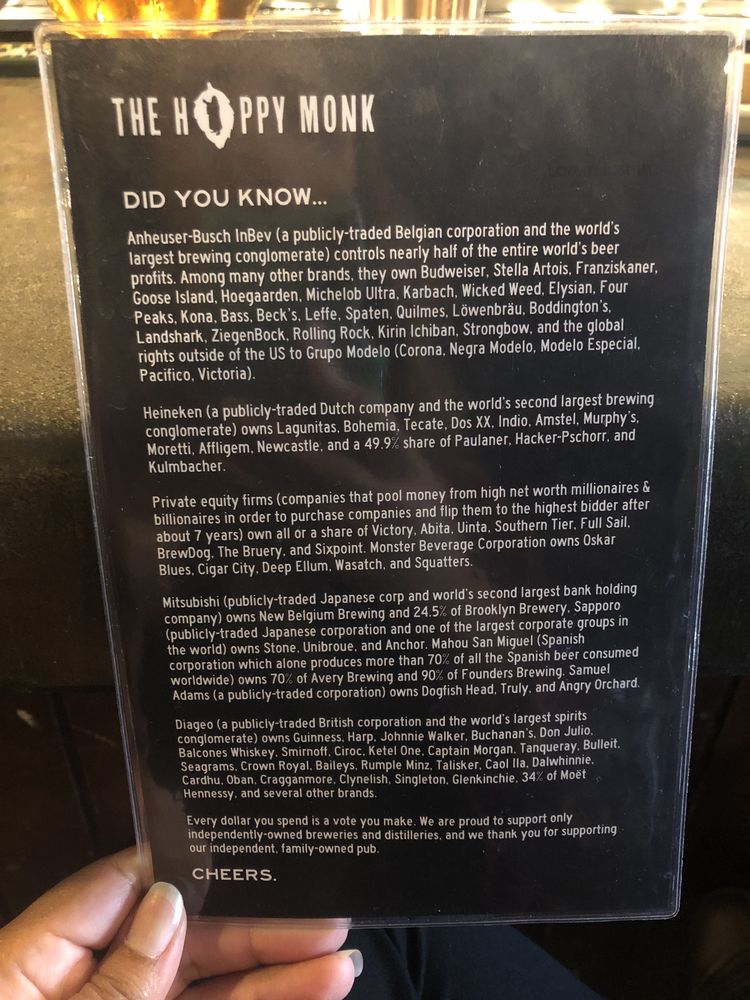 THE HOPPY MONK
DID YOU KNOW...
Anheuser-Busch InBev (a publicly-traded Belgian corporation and the world's
largest brewing conglomerate) controls nearly half of the entire world's beer
profits. Among many other brands, they own Budweiser, Stella Artois, Franziskaner,
Goose Island, Hoegaarden, Michelob Ultra, Karbach, Wicked Weed, Elysian, Four
Peaks, Kona, Bass, Beck's, Leffe, Spaten, Quilmes, Löwenbräu, Boddington's,
Landshark, ZiegenBock, Rolling Rock, Kirin Ichiban, Strongbow, and the global
rights outside of the US to Grupo Modelo (Corona, Negra Modelo, Modelo Especial,
Pacifico, Victoria).
Heineken (a publicly-traded Dutch company and the world's second largest brewing
conglomerate) owns Lagunitas, Bohemia, Tecate, Dos XX, Indio, Amstel, Murphy's,
Moretti, Affligem, Newcastle, and a 49.9% share of Paulaner, Hacker-Pschorr, and
Kulmbacher.
Private equity firms (companies that pool money from high net worth millionaires &
billionaires in order to purchase companies and flip them to the highest bidder after
about 7 years) own all or a share of Victory, Abita, Uinta, Southern Tier, Full Sail,
BrewDog, The Bruery, and Sixpoint. Monster Beverage Corporation owns Oskar
Blues, Cigar City, Deep Ellum, Wasatch, and Squatters.
Mitsubishi (publicly-traded Japanese corp and world's second largest bank holding
company) owns New Belgium Brewing and 24.5% of Brooklyn Brewery, Sapporo
(publicly-traded Japanese corporation and one of the largest corporate groups in
the world) owns Stone, Unibroue, and Anchor. Mahou San Miguel (Spanish
corporation which alone produces more than 70% of all the Spanish beer consumed
worldwide) owns 70% of Avery Brewing and 90% of Founders Brewing. Samuel
Adams (a publicly-traded corporation) owns Dogfish Head, Truly, and Angry Orchard.
Diageo (a publicly-traded British corporation and the world's largest spirits
conglomerate) owns Guinness, Harp, Johnnie Walker, Buchanan's, Don Julio,
Balcones Whiskey, Smirnoff, Ciroc, Ketel One, Captain Morgan, Tanqueray, Bulleit,
Seagrams, Crown Royal, Baileys, Rumple Minz, Talisker, Caol Ila, Dalwhinnie,
Cardhu, Oban, Cragganmore, Clynelish, Singleton, Glenkinchie, 34% of Moët
Hennessy, and several other brands.
Every dollar you spend is a vote you make. We are proud to support only
independently-owned breweries and distilleries, and we thank you for supporting
our independent, family-owned pub.
CHEERS.